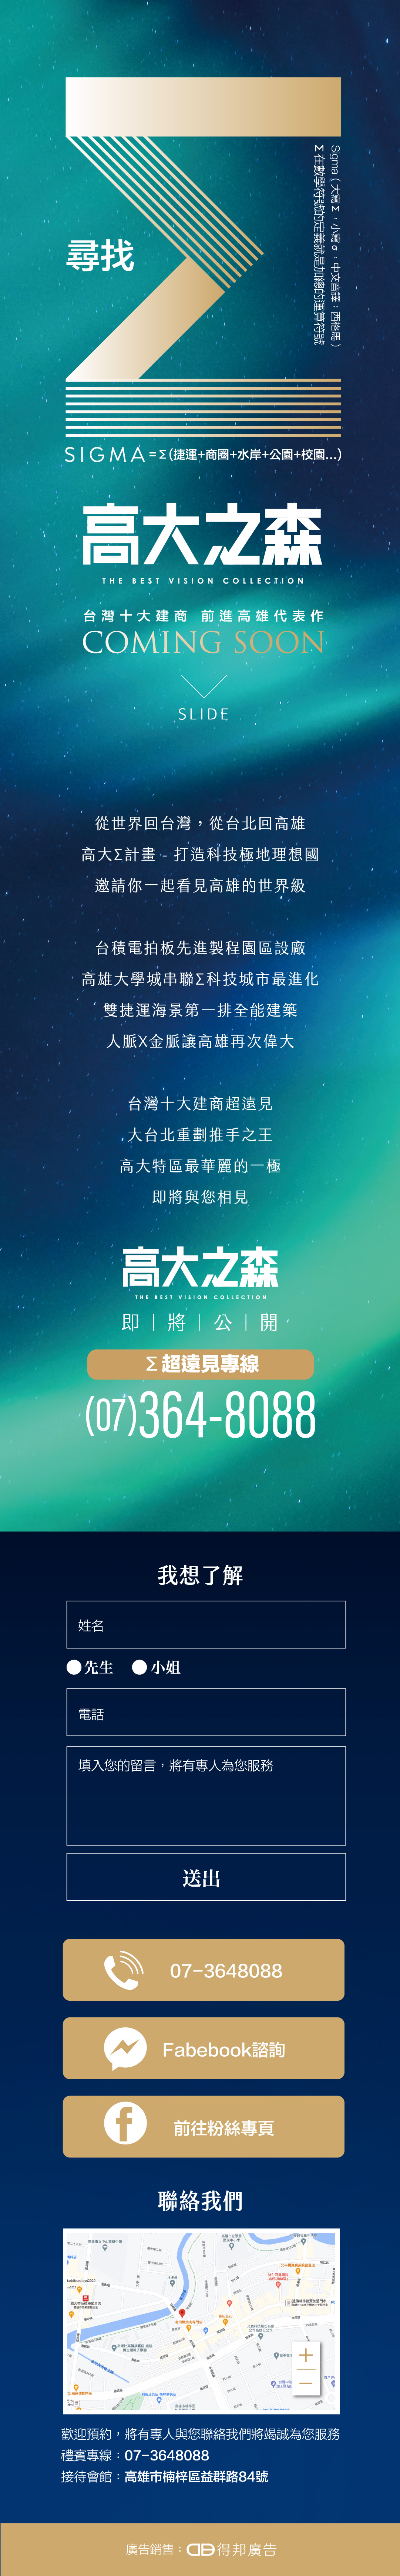 Sigma（大寫 Σ，小寫 σ，中文音譯：西格馬）
Σ 在數學符號的定義就是加總的運算符號
尋找
SIGMA=Σ(捷運+商圈+水岸+公園+校園...)
高大之森
THE BEST VISION COLLECTION
台灣十大建商 前進高雄代表作
COMING SOON
SLIDE
從世界回台灣，從台北回高雄
高大Σ計畫 - 打造科技極地理想國
邀請你一起看見高雄的世界級
台積電拍板先進製程園區設廠
高雄大學城串聯Σ科技城市最進化
雙捷運海景第一排全能建築
人脈X金脈讓高雄再次偉大
台灣十大建商超遠見
大台北重劃推手之王
高大特區最華麗的一極
即將與您相見
高大之森
THE BEST VISION COLLECTION
即｜將｜公｜開
Σ 超遠見專線
(07)364-8088
我想了解
姓名
先生 小姐
電話
填入您的留言，將有專人為您服務
送出
07-3648088
Fabebook諮詢
前往粉絲專頁
聯絡我們
歡迎預約，將有專人與您聯絡我們將竭誠為您服務
禮賓專線：07-3648088
接待會館：高雄市楠梓區益群路84號
廣告銷售：得邦廣告